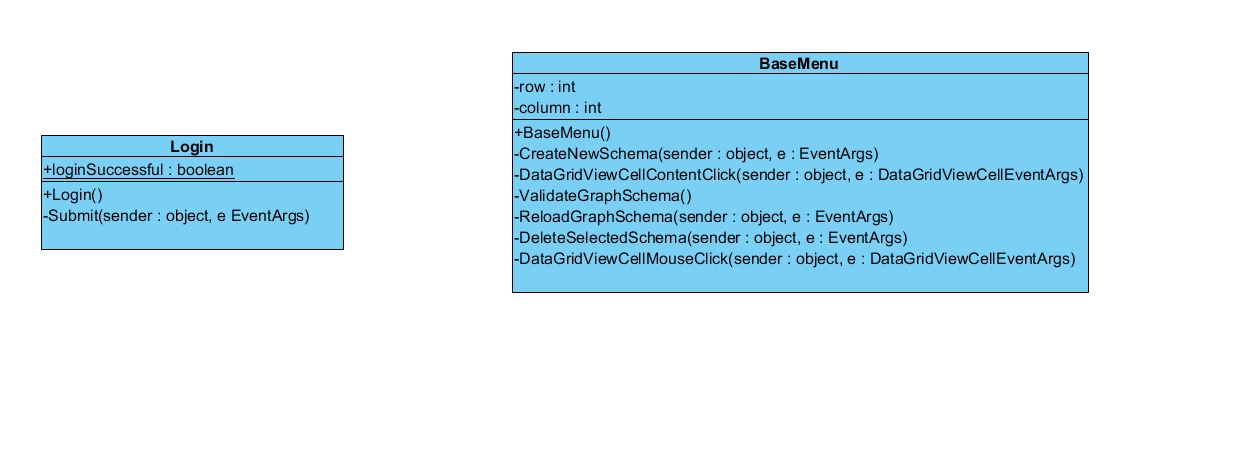 Login
+loginSuccessful : boolean
+Login()
-Submit(sender : object, e EventArgs)
BaseMenu
-row : int
-column : int
+BaseMenu()
-CreateNewSchema(sender : object, e : EventArgs)
-DataGridViewCellContentClick(sender : object, e : DataGridViewCellEventArgs)
-ValidateGraphSchema()
-ReloadGraphSchema(sender : object, e : EventArgs)
-DeleteSelectedSchema(sender : object, e : EventArgs)
-DataGridViewCellMouseClick(sender : object, e : DataGridViewCellEventArgs)